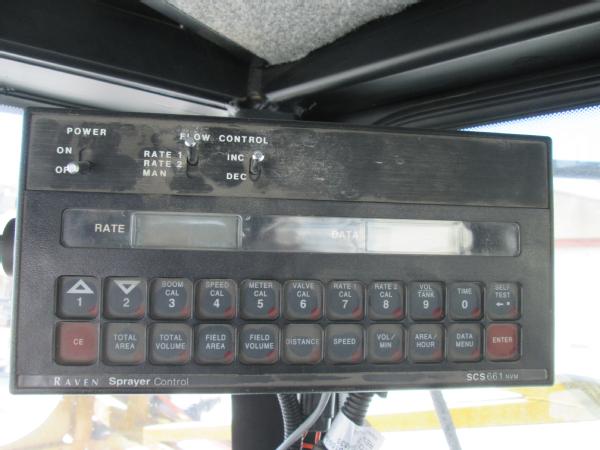 POWER
FLOW CONTROL
ON
OFF
RATE 1
RATE 2
MAN
INC
DEC
RATE
DATA
1
2
BOOM CAL 3
SPEED CAL 4
METER CAL 5
VALVE CAL 6
RATE 1 CAL 7
RATE 2 CAL 8
VOL TANK 9
TIME 0
SELF TEST
CE
TOTAL AREA
TOTAL VOLUME
FIELD AREA
FIELD VOLUME
DISTANCE
SPEED
VOL/MIN
AREA/HOUR
DATA MENU
ENTER
RAVEN Sprayer Control
SCS661 NVM